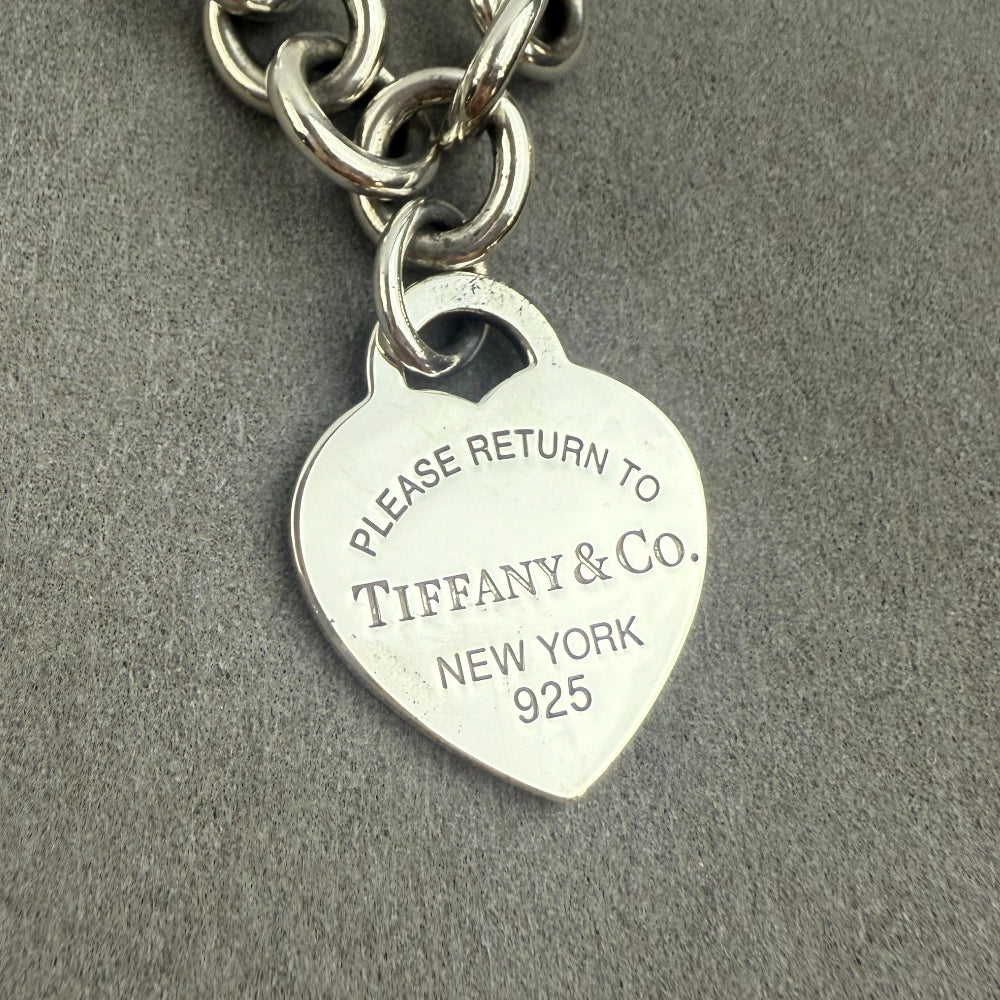 PLEASE RETURN TO
TIFFANY & CO.
NEW YORK
925